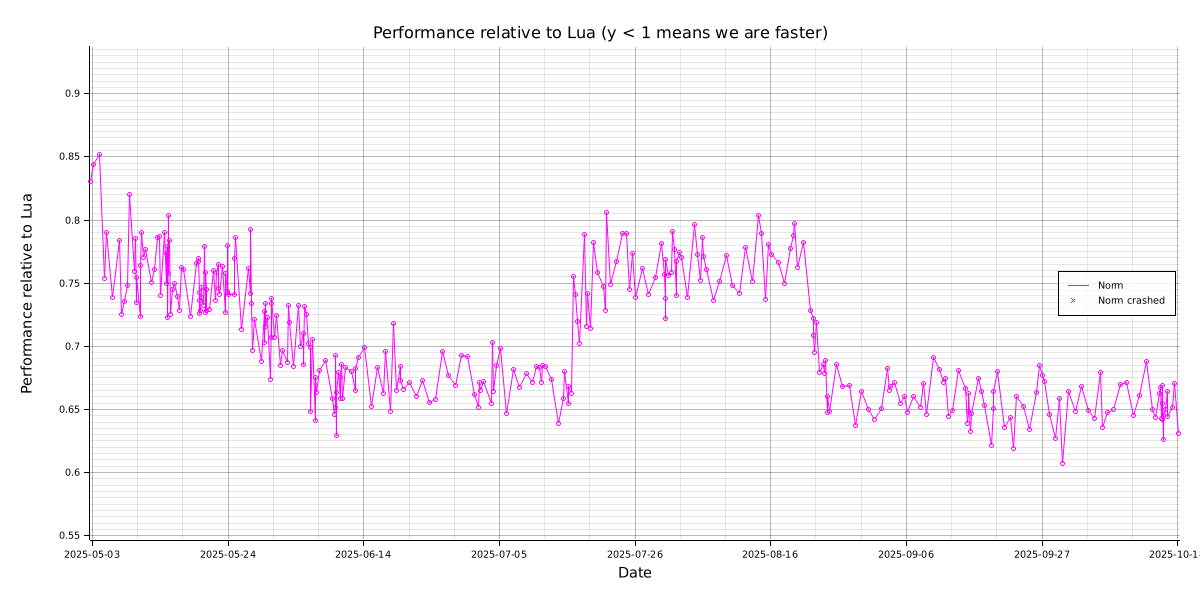 Performance relative to Lua (y < 1 means we are faster)
0.9
0.85
0.8
0.75
0.7
0.65
0.6
0.55
Performance relative to Lua
Norm
Norm crashed
2025-05-03 2025-05-24 2025-06-14 2025-07-05 2025-07-26 2025-08-16 2025-09-06 2025-09-27 2025-10-1
Date